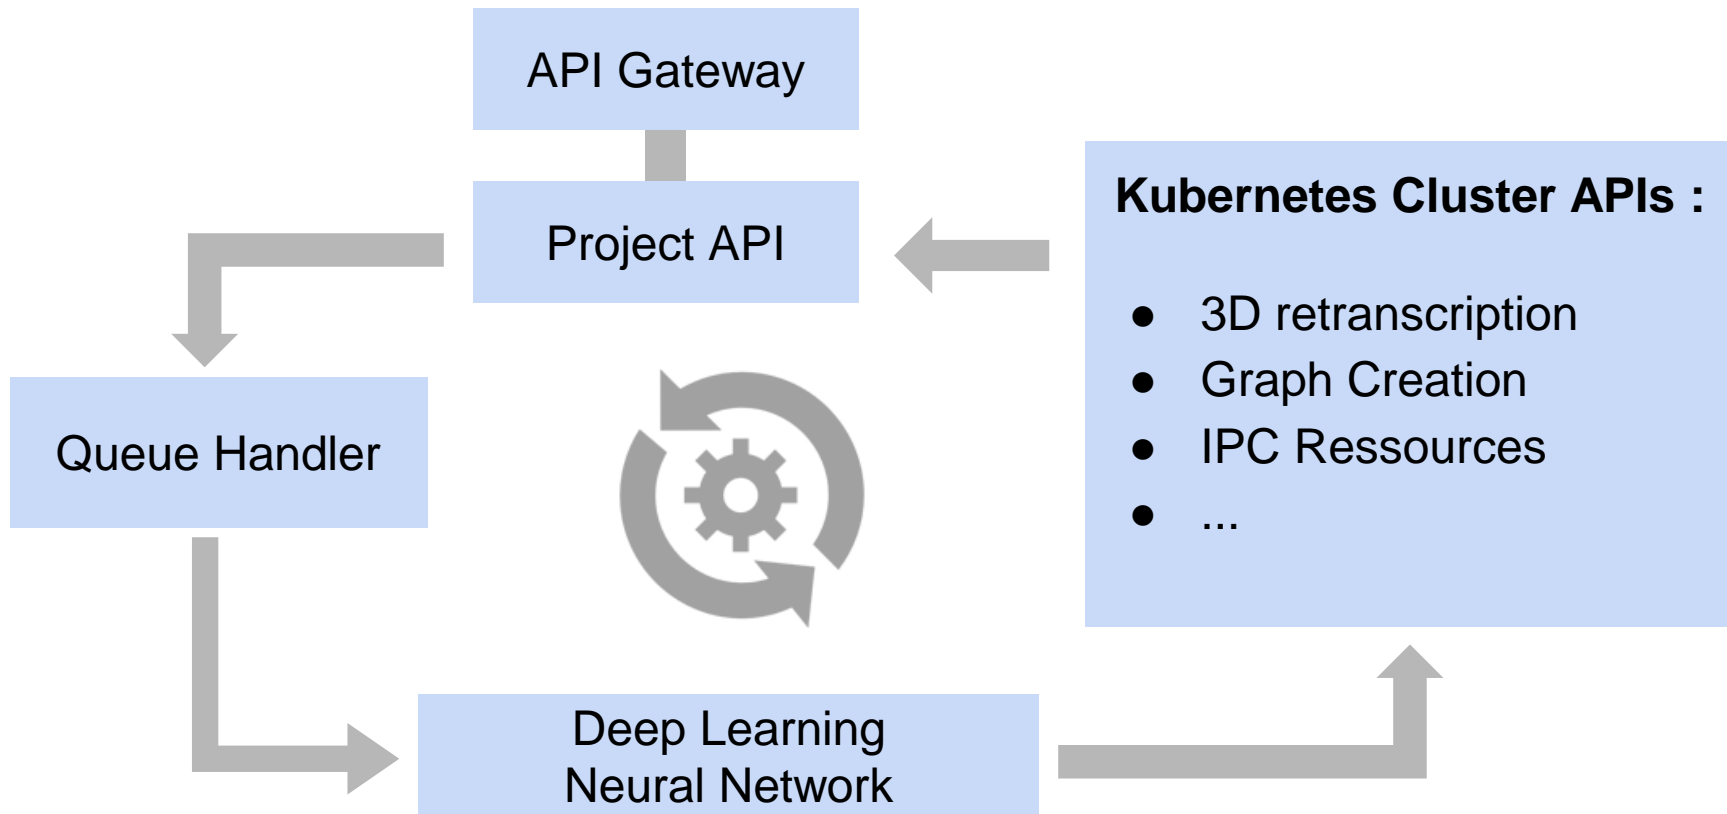 API Gateway
Project API
Kubernetes Cluster APIs :
● 3D retranscription
● Graph Creation
● IPC Ressources
● ...
Queue Handler
Deep Learning
Neural Network